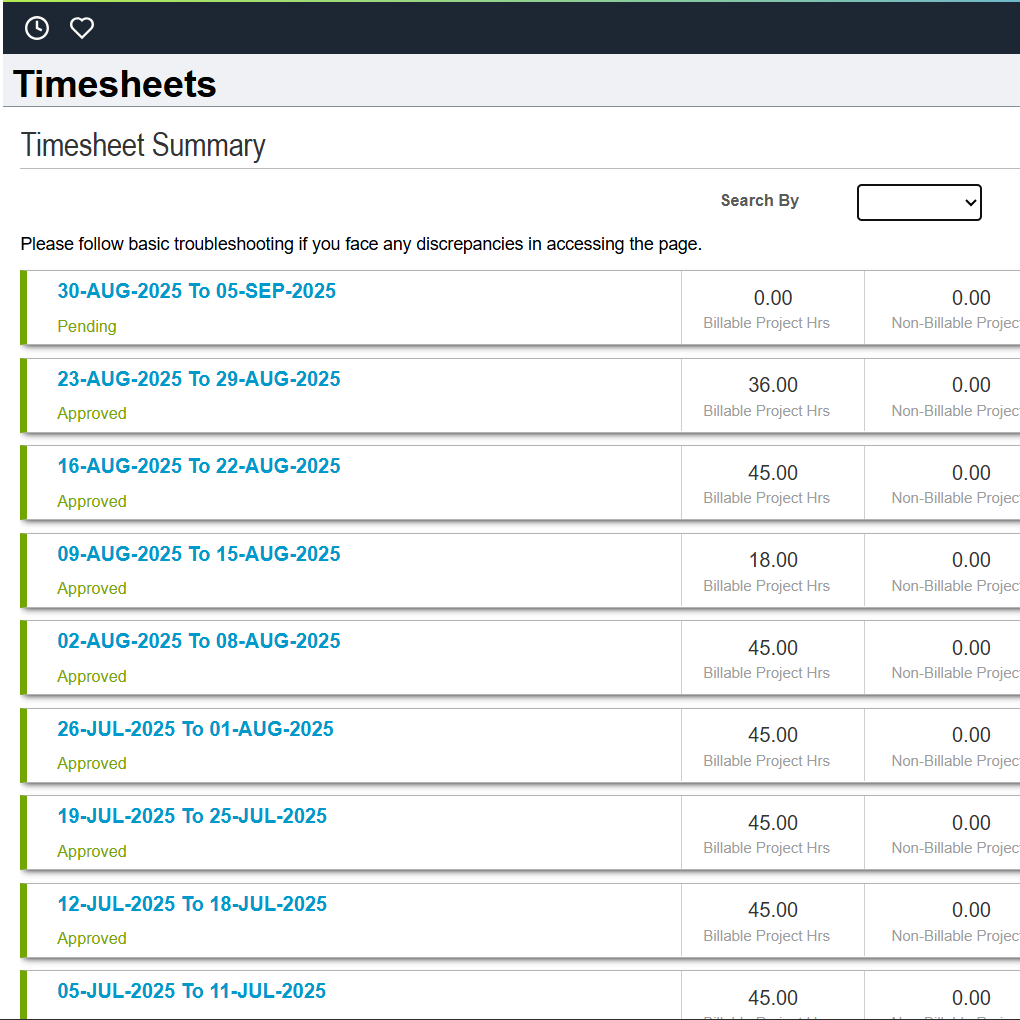 Timesheets
Timesheet Summary
Search By
Please follow basic troubleshooting if you face any discrepancies in accessing the page.
30-AUG-2025 To 05-SEP-2025
0.00
0.00
Pending
Billable Project Hrs
Non-Billable Projec
23-AUG-2025 To 29-AUG-2025
36.00
0.00
Approved
Billable Project Hrs
Non-Billable Projec
16-AUG-2025 To 22-AUG-2025
45.00
0.00
Approved
Billable Project Hrs
Non-Billable Projec
09-AUG-2025 To 15-AUG-2025
18.00
0.00
Approved
Billable Project Hrs
Non-Billable Projec
02-AUG-2025 To 08-AUG-2025
45.00
0.00
Approved
Billable Project Hrs
Non-Billable Projec
26-JUL-2025 To 01-AUG-2025
45.00
0.00
Approved
Billable Project Hrs
Non-Billable Projec
19-JUL-2025 To 25-JUL-2025
45.00
0.00
Approved
Billable Project Hrs
Non-Billable Projec
12-JUL-2025 To 18-JUL-2025
45.00
0.00
Approved
Billable Project Hrs
Non-Billable Projec
05-JUL-2025 To 11-JUL-2025
45.00
0.00